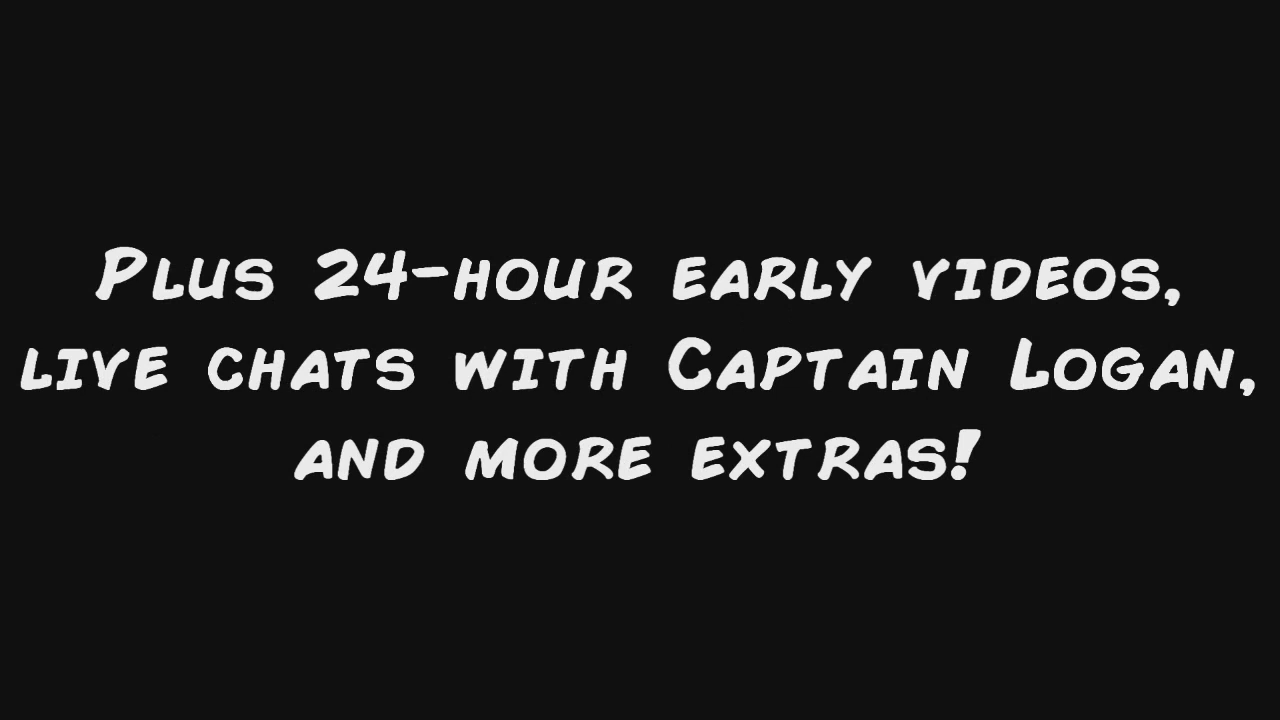 Plus 24-hour early videos,
live chats with Captain Logan,
and more extras!